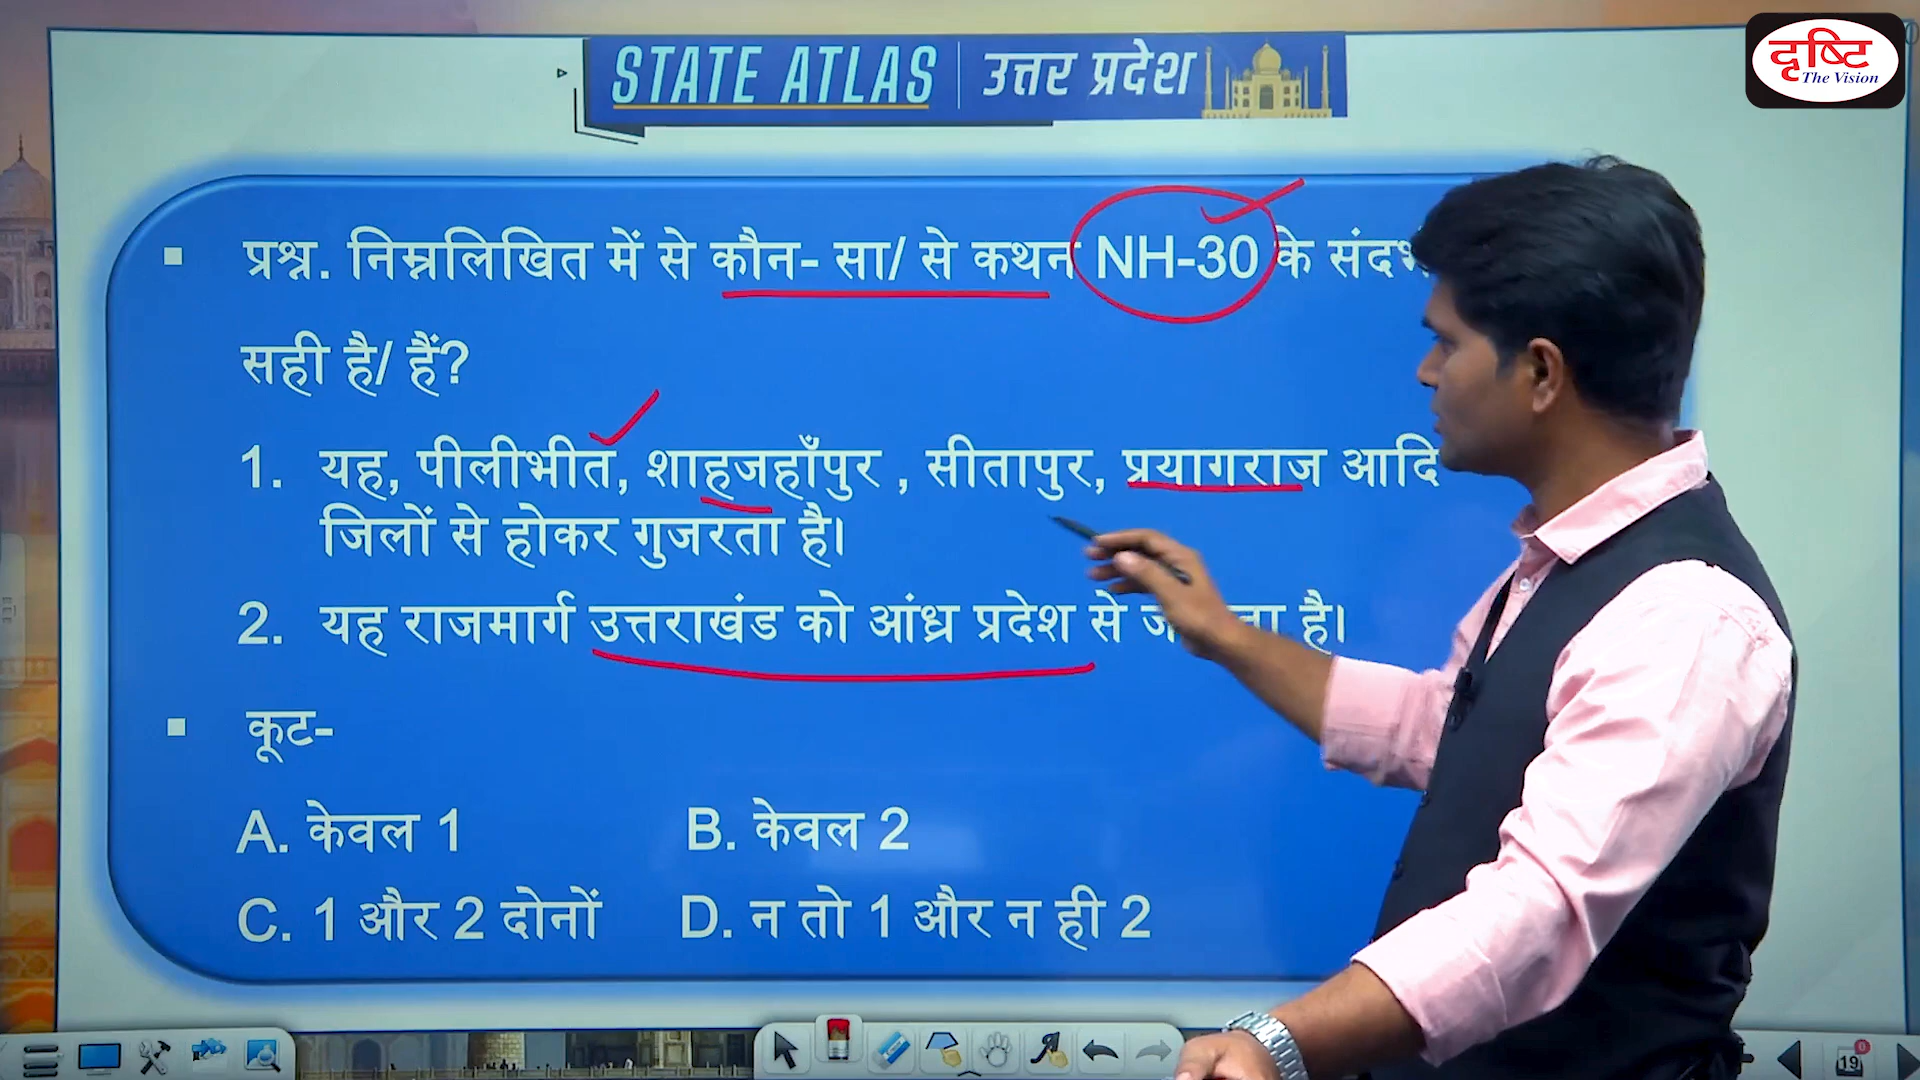 STATE ATLAS उत्तर प्रदेश
दृष्टि
The Vision
प्रश्न. निम्नलिखित में से कौन- सा/ से कथन NH-30 के
सही है/ हैं?
1. यह, पीलीभीत, शाहजहाँपुर , सीतापुर, प्रयागराज आदि
जिलों से होकर गुजरता है।
2. यह राजमार्ग उत्तराखंड को आंध्र प्रदेश से है।
कूट-
A. केवल 1 B. केवल 2
C. 1 और 2 दोनों D. न तो 1 और न ही 2
19